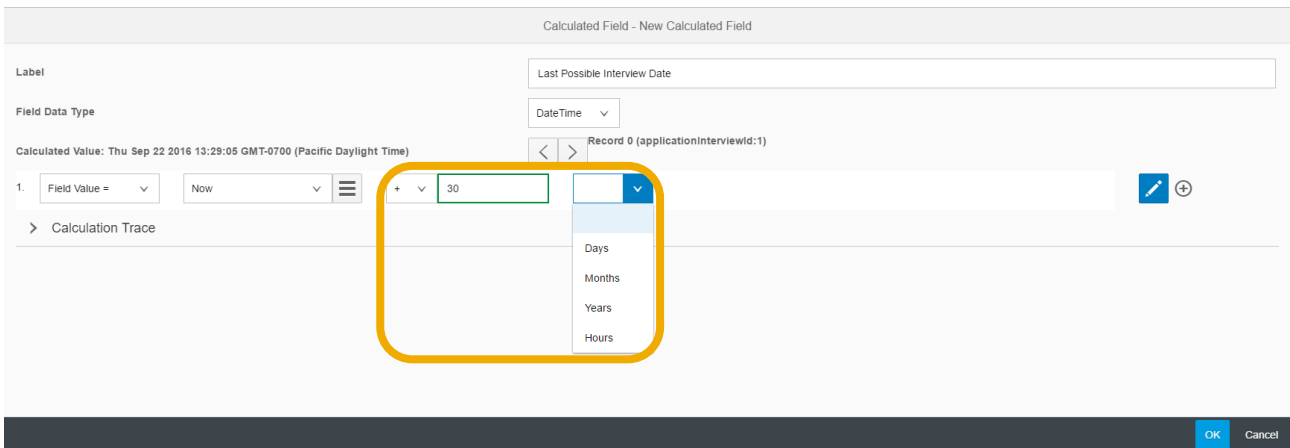 Calculated Field - New Calculated Field
Label
Last Possible Interview Date
Field Data Type
DateTime
Calculated Value: Thu Sep 22 2016 13:29:05 GMT-0700 (Pacific Daylight Time)
Record 0 (applicationInterviewId:1)
1. Field Value = Now + 30
Calculation Trace
Days
Months
Years
Hours
OK Cancel